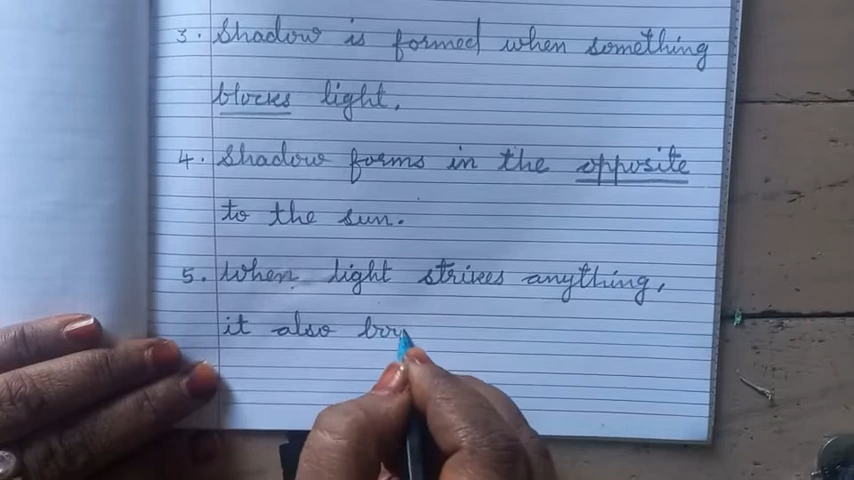 3. Shadow is formed when something
blocks light.
4. Shadow forms in the opposite
to the sun.
5. When light strikes anything,
it also bou